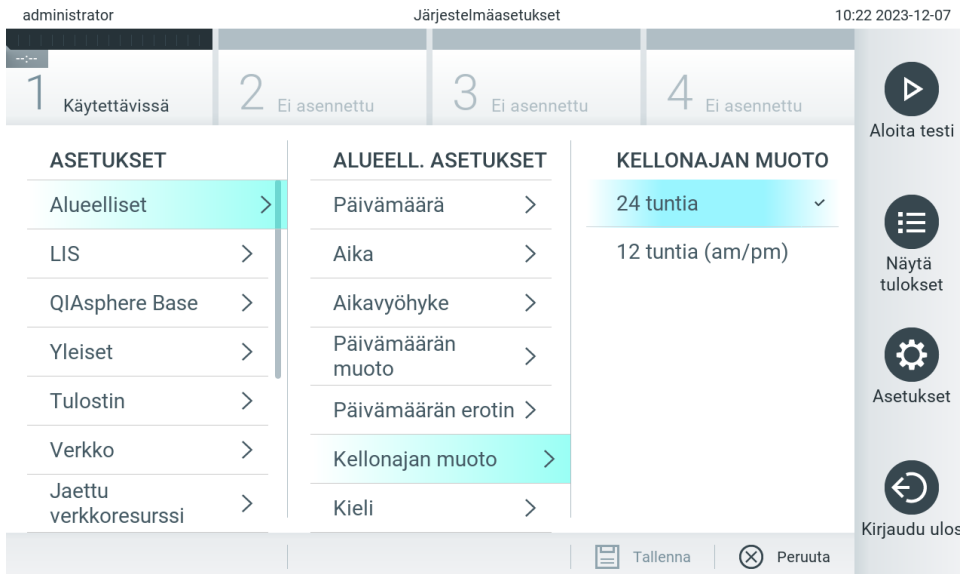 administrator
Järjestelmäasetukset
10:22 2023-12-07
--:--
1 Käytettävissä
2 Ei asennettu
3 Ei asennettu
4 Ei asennettu
ASETUKSET
Alueelliset
LIS
QIAsphere Base
Yleiset
Tulostin
Verkko
Jaettu
verkkoresurssi
ALUEELL. ASETUKSET
Päivämäärä
Aika
Aikavyöhyke
Päivämäärän
muoto
Päivämäärän erotin
Kellonajan muoto
Kieli
KELLONAJAN MUOTO
24 tuntia
12 tuntia (am/pm)
Tallenna
Peruuta
Aloita testi
Näytä
tulokset
Asetukset
Kirjaudu ulos